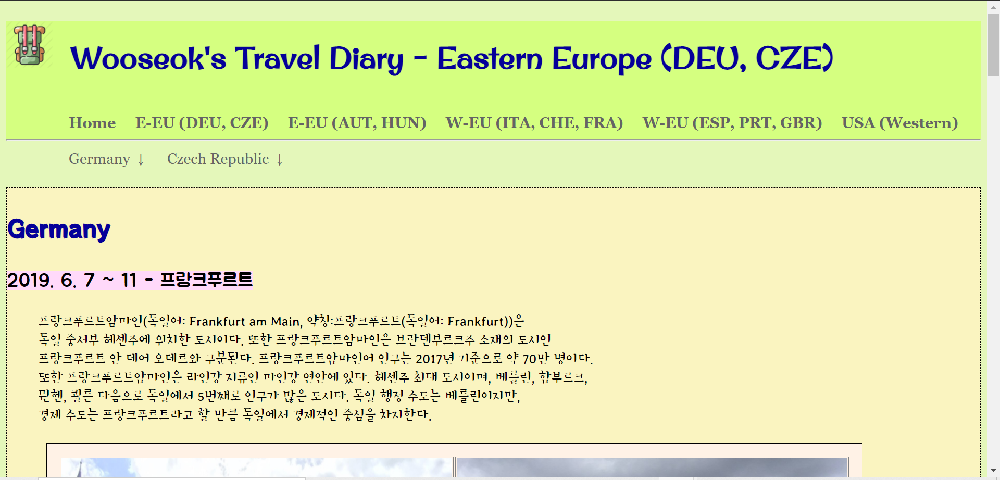 Wooseok's Travel Diary - Eastern Europe (DEU, CZE)
Home E-EU (DEU, CZE) E-EU (AUT, HUN) W-EU (ITA, CHE, FRA) W-EU (ESP, PRT, GBR) USA (Western)
Germany ↓ Czech Republic ↓
Germany
2019. 6. 7 ~ 11 - 프랑크푸르트
프랑크푸르트암마인(독일어: Frankfurt am Main, 약칭:프랑크푸르트(독일어: Frankfurt))은
독일 중서부 헤센주에 위치한 도시이다. 또한 프랑크푸르트암마인은 브란덴부르크주 소재의 도시인
프랑크푸르트 안 데어 오데르와 구분된다. 프랑크푸르트암마인어 인구는 2017년 기준으로 약 70만 명이다.
또한 프랑크푸르트암마인은 라인강 지류인 마인강 연안에 있다. 헤센주 최대 도시이며, 베를린, 함부르크,
뮌헨, 쾰른 다음으로 독일에서 5번째로 인구가 많은 도시다. 독일 행정 수도는 베를린이지만,
경제 수도는 프랑크푸르트라고 할 만큼 독일에서 경제적인 중심을 차지한다.